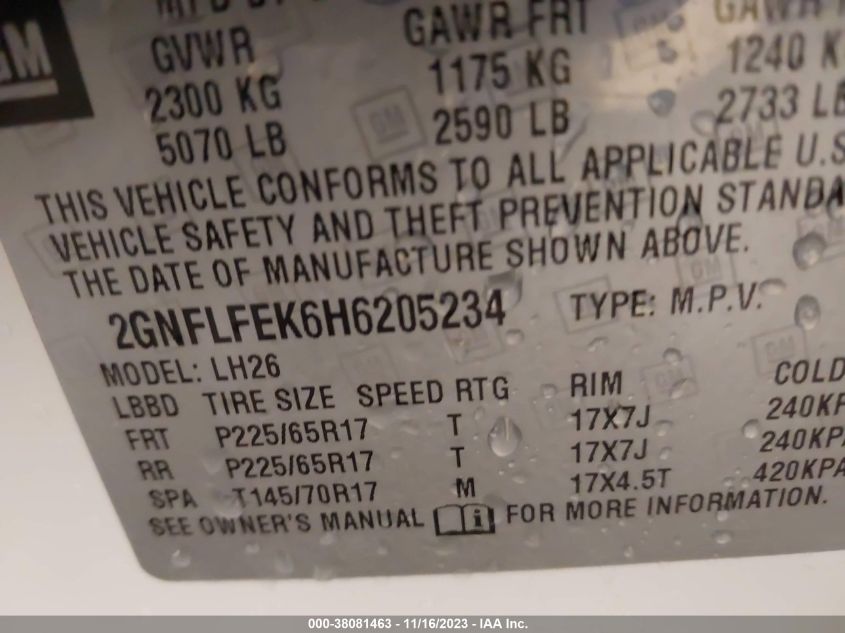 GM
GVWR GAWR FRT GAWR
2300 KG 1175 KG 1240 K
5070 LB 2590 LB 2733 LB
THIS VEHICLE CONFORMS TO ALL APPLICABLE U.S
VEHICLE SAFETY AND THEFT PREVENTION STANDA
THE DATE OF MANUFACTURE SHOWN ABOVE.
2GNFLFEK6H6205234 TYPE: M.P.V.
MODEL: LH26
LBBD TIRE SIZE SPEED RTG RIM COLD
FRT P225/65R17 T 17X7J 240KP
RR P225/65R17 T 17X7J 240KPA
SPA T145/70R17 M 17X4.5T 420KPA
SEE OWNER'S MANUAL i FOR MORE INFORMATION.
000-38081463 - 11/16/2023 - IAA Inc.